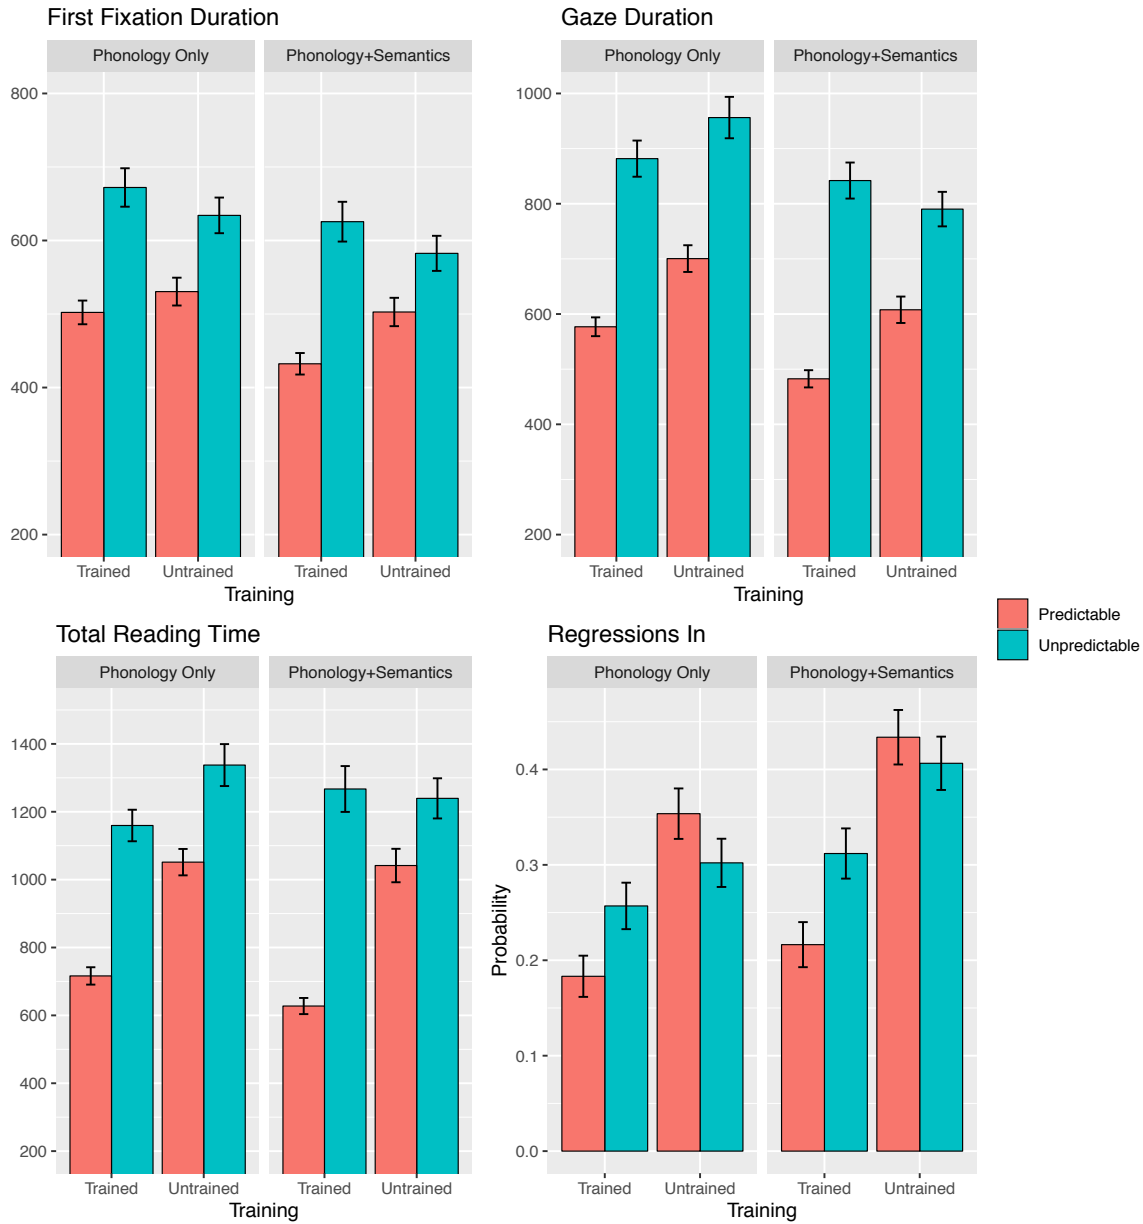 First Fixation Duration
Phonology Only
Phonology+Semantics
800
600
400
200
Trained
Untrained
Trained
Untrained
Training
Gaze Duration
Phonology Only
Phonology+Semantics
1000
800
600
400
200
Trained
Untrained
Trained
Untrained
Training
Predictable
Unpredictable
Total Reading Time
Phonology Only
Phonology+Semantics
1400
1200
1000
800
600
400
200
Trained
Untrained
Trained
Untrained
Training
Regressions In
Phonology Only
Phonology+Semantics
Probability
0.4
0.3
0.2
0.1
0.0
Trained
Untrained
Trained
Untrained
Training